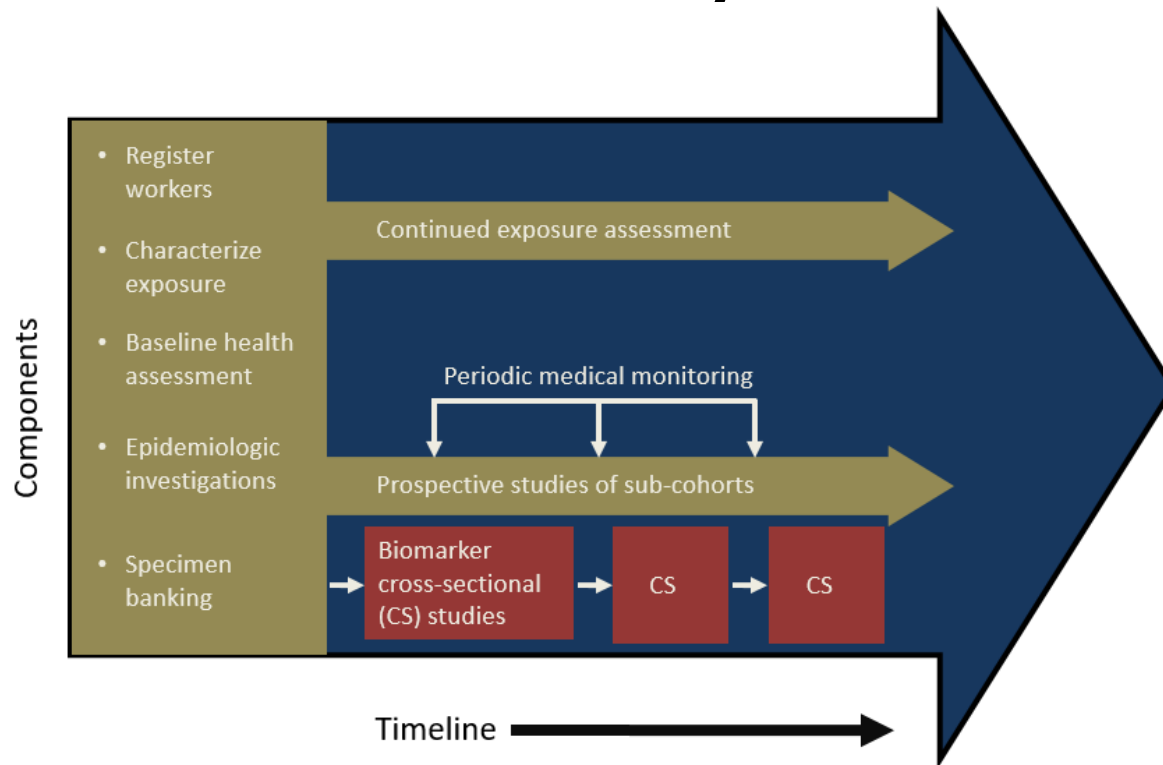 Components
• Register
workers
• Characterize
exposure
• Baseline health
assessment
• Epidemiologic
investigations
• Specimen
banking
Continued exposure assessment
Periodic medical monitoring
Prospective studies of sub-cohorts
Biomarker
cross-sectional
(CS) studies
CS
CS
Timeline